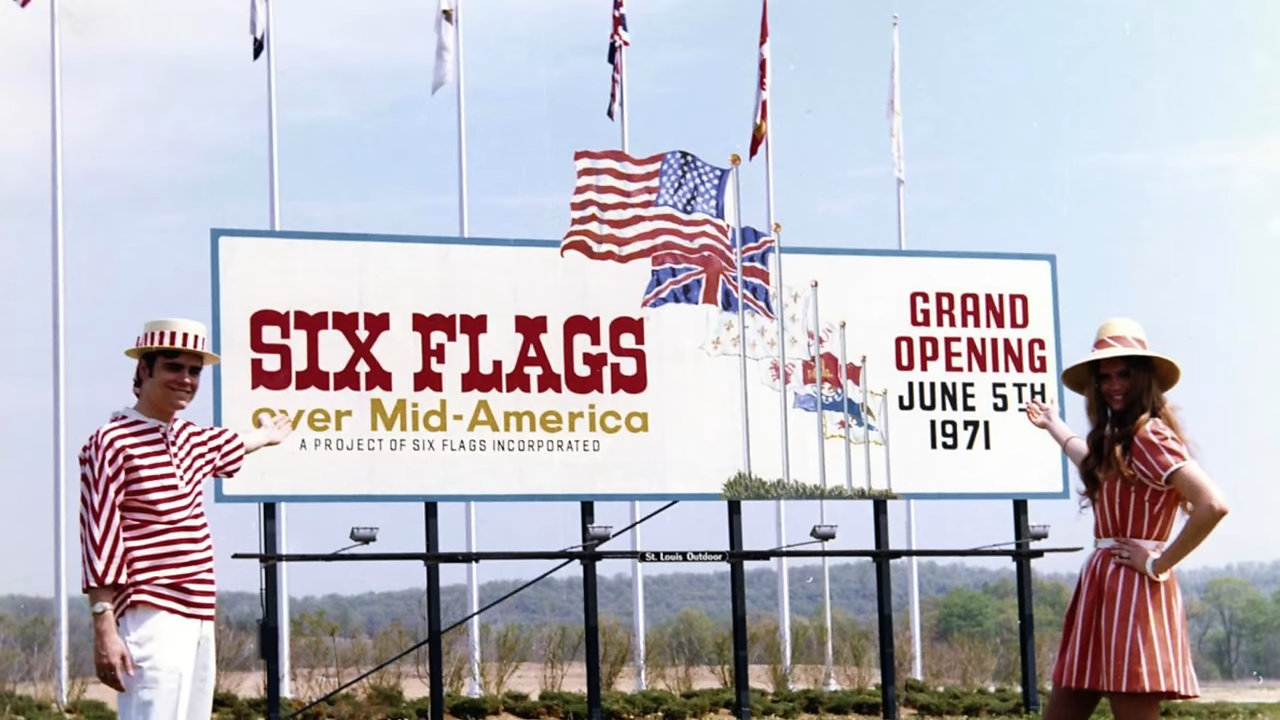 SIX FLAGS
over Mid-America
A PROJECT OF SIX FLAGS INCORPORATED
GRAND
OPENING
JUNE 5TH
1971
St. Louis Outdoor